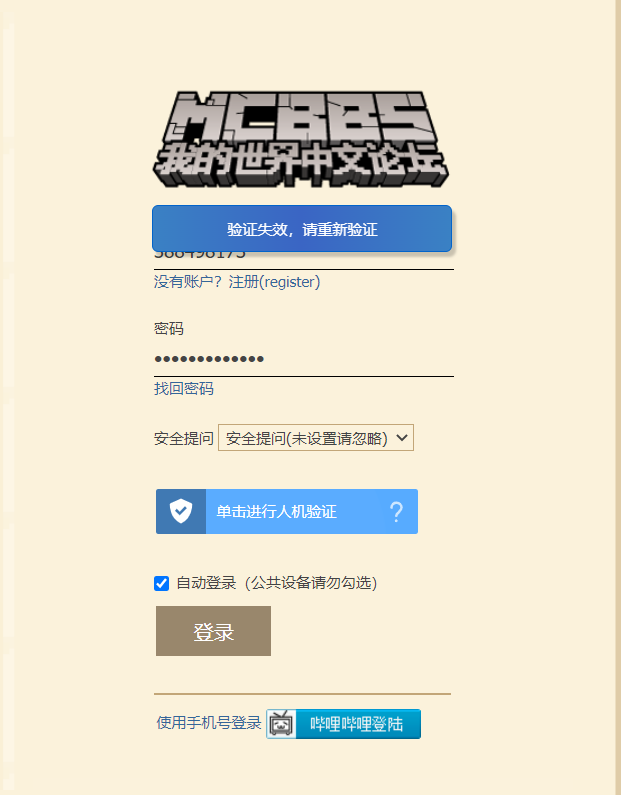 MCBBS
我的世界中文论坛
验证失效，请重新验证
没有账户？注册(register)
密码
•••••••••••••
找回密码
安全提问 安全提问(未设置请忽略)
单击进行人机验证 ?
自动登录（公共设备请勿勾选）
登录
使用手机号登录 哔哩哔哩登陆